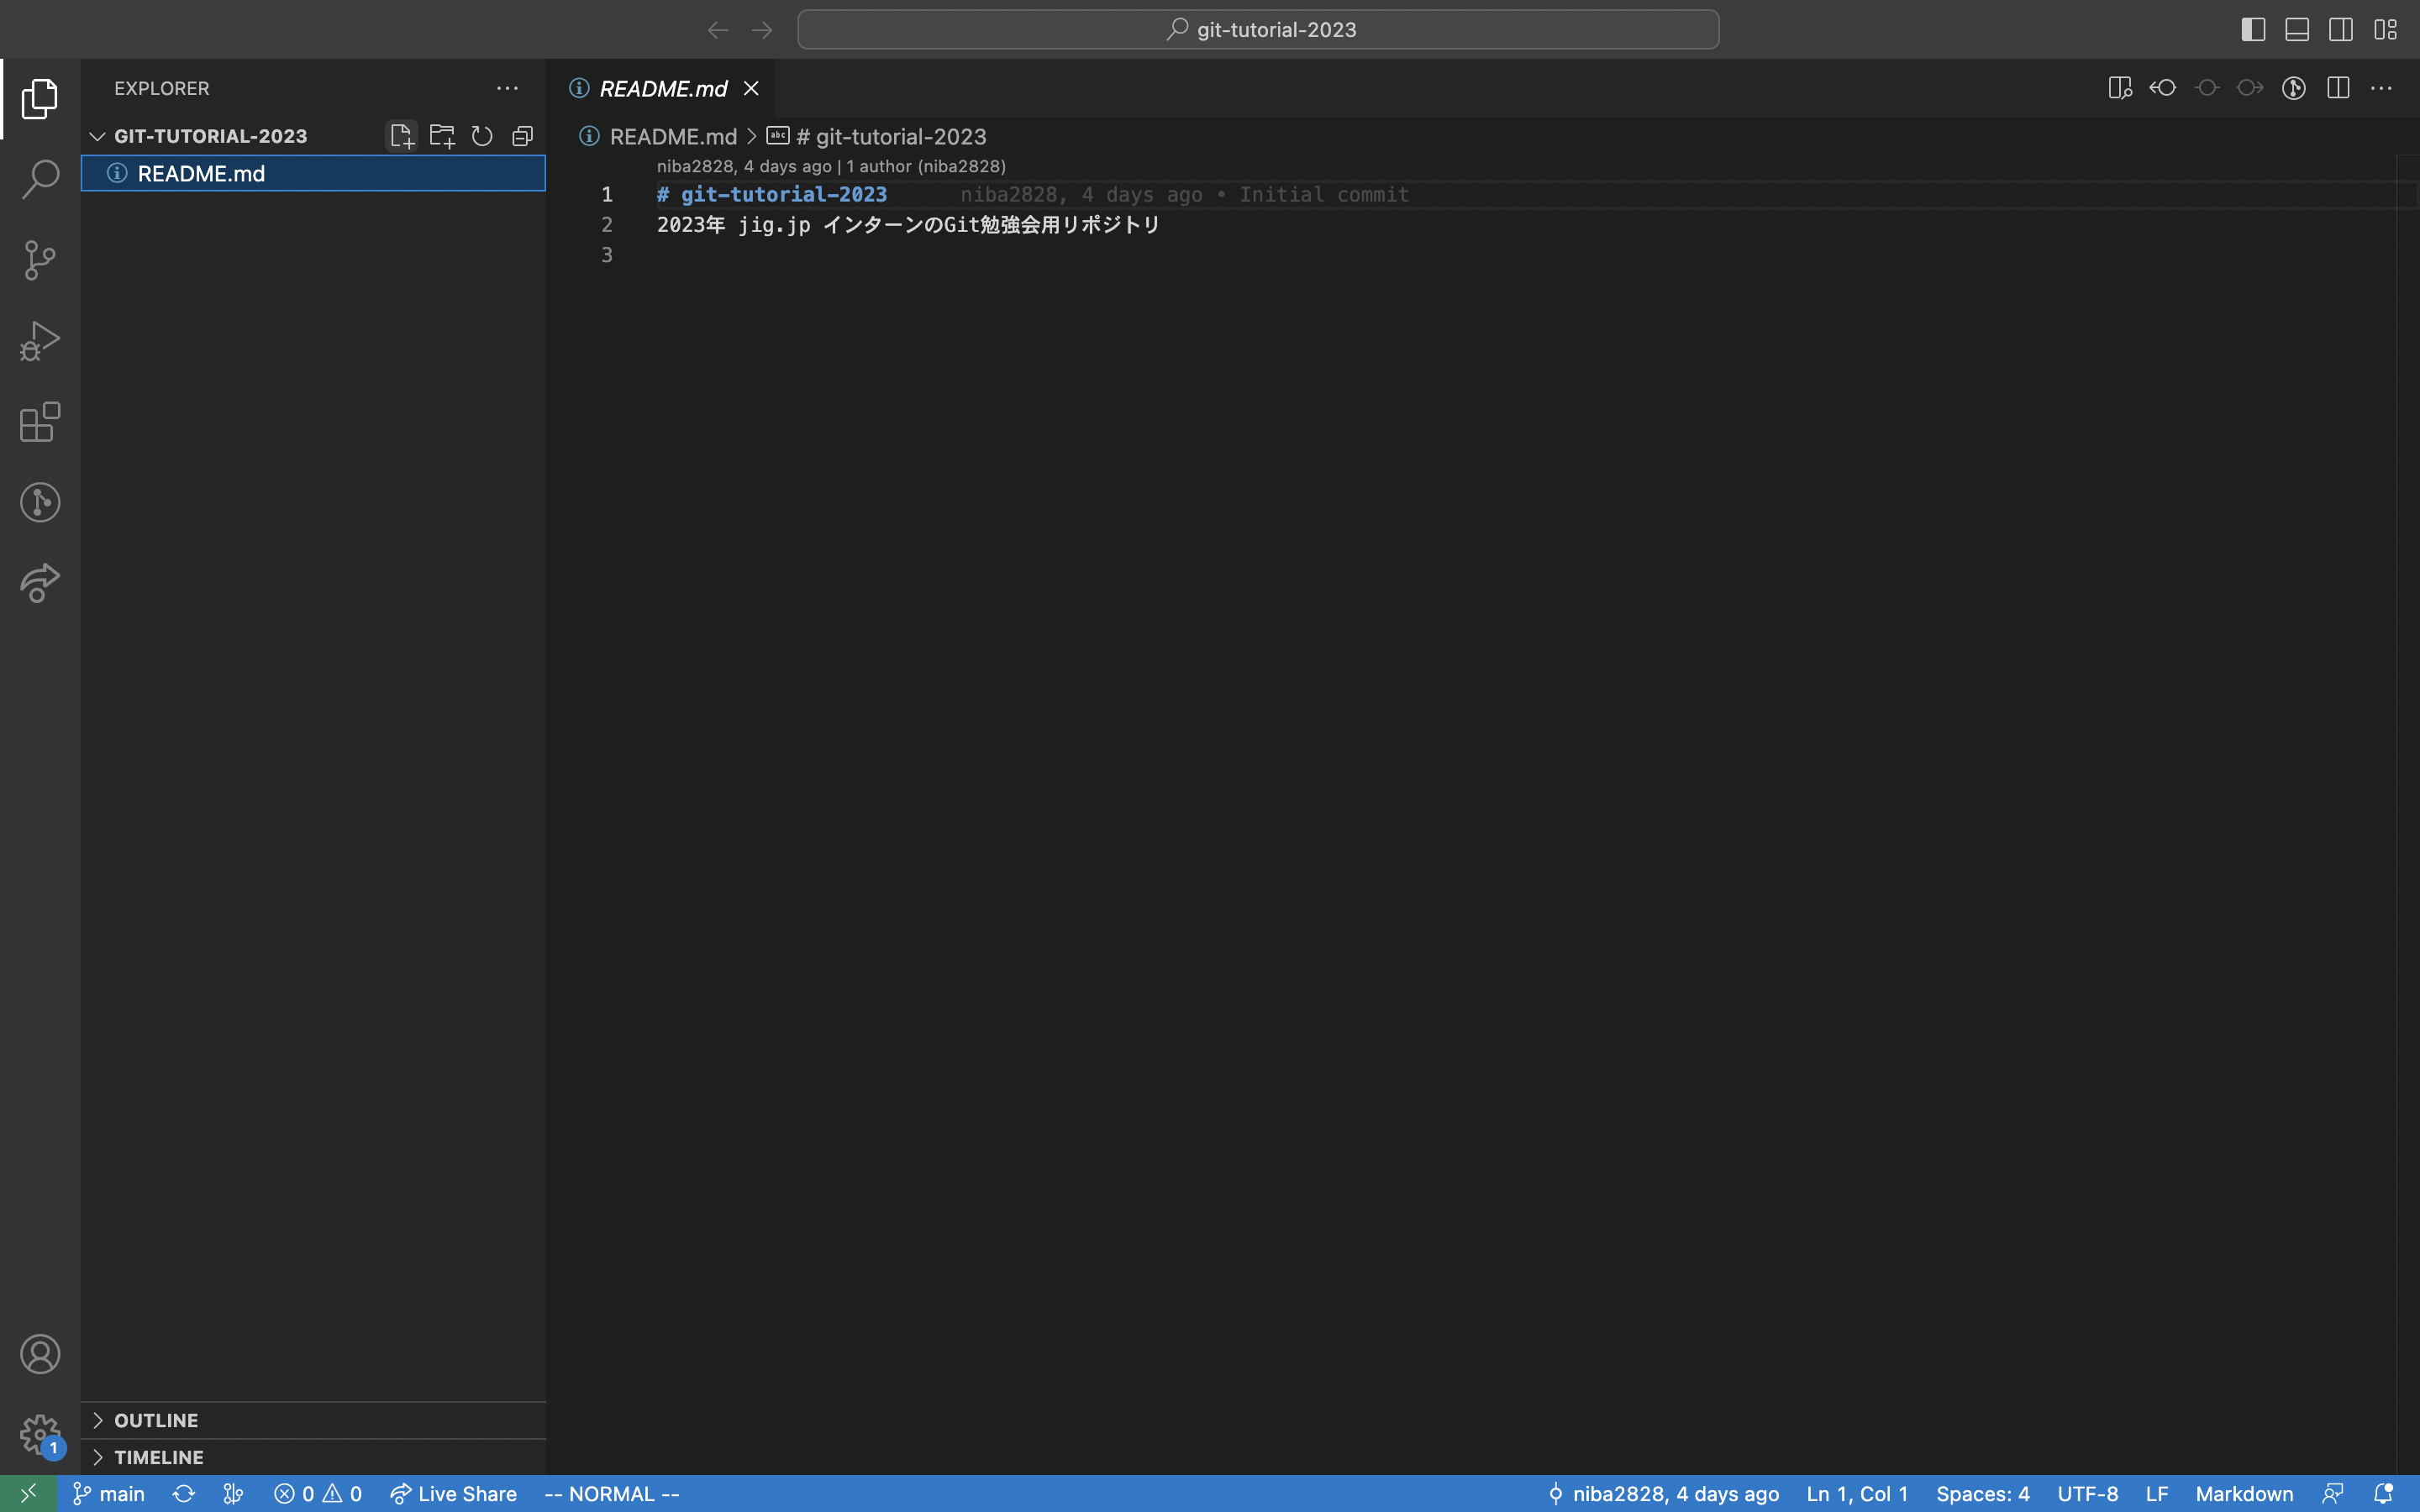 git-tutorial-2023
EXPLORER
README.md
GIT-TUTORIAL-2023
README.md > # git-tutorial-2023
README.md
niba2828, 4 days ago | 1 author (niba2828)
1 # git-tutorial-2023 niba2828, 4 days ago • Initial commit
2 2023年 jig.jp インターンのGit勉強会用リポジトリ
3
OUTLINE
1
TIMELINE
main 0 0 Live Share -- NORMAL -- niba2828, 4 days ago Ln 1, Col 1 Spaces: 4 UTF-8 LF Markdown